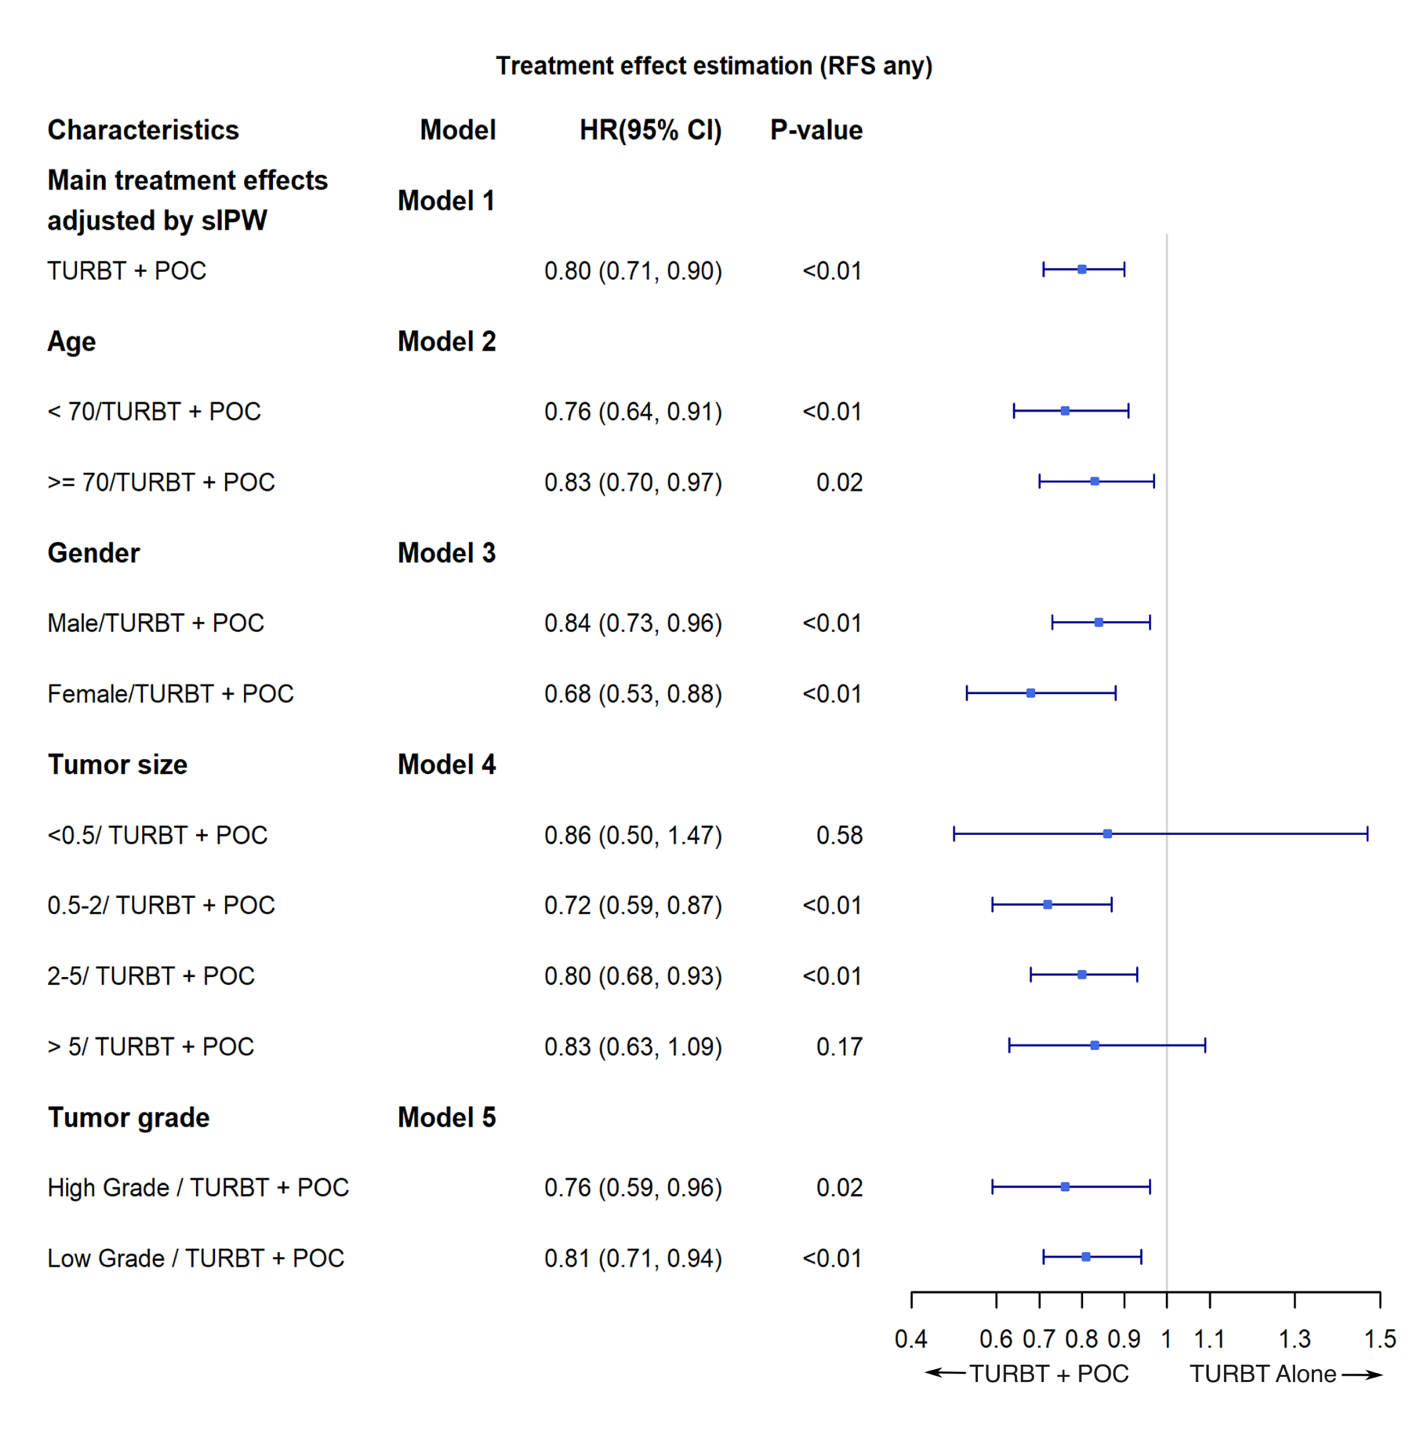 Treatment effect estimation (RFS any)
Characteristics Model HR(95% CI) P-value
Main treatment effects
adjusted by sIPW Model 1
TURBT + POC 0.80 (0.71, 0.90) <0.01
Age Model 2
< 70/TURBT + POC 0.76 (0.64, 0.91) <0.01
>= 70/TURBT + POC 0.83 (0.70, 0.97) 0.02
Gender Model 3
Male/TURBT + POC 0.84 (0.73, 0.96) <0.01
Female/TURBT + POC 0.68 (0.53, 0.88) <0.01
Tumor size Model 4
<0.5/ TURBT + POC 0.86 (0.50, 1.47) 0.58
0.5-2/ TURBT + POC 0.72 (0.59, 0.87) <0.01
2-5/ TURBT + POC 0.80 (0.68, 0.93) <0.01
> 5/ TURBT + POC 0.83 (0.63, 1.09) 0.17
Tumor grade Model 5
High Grade / TURBT + POC 0.76 (0.59, 0.96) 0.02
Low Grade / TURBT + POC 0.81 (0.71, 0.94) <0.01
0.4 0.6 0.7 0.8 0.9 1 1.1 1.3 1.5
TURBT + POC TURBT Alone